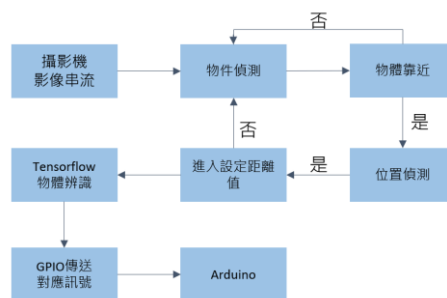 否
攝影機
影像串流
物件偵測
物體靠近
否
是
Tensorflow
物體辨識
進入設定距離
值
是
位置偵測
GPIO傳送
對應訊號
Arduino